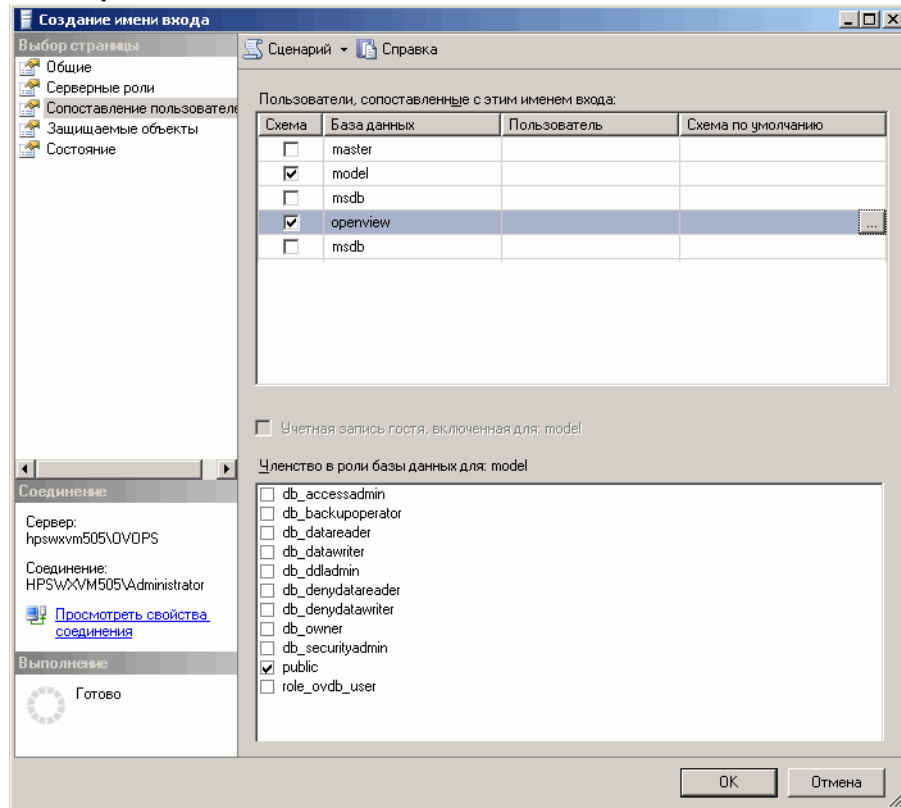 Создание имени входа
Выбор страницы
Общие
Серверные роли
Сопоставление пользователе
Защищаемые объекты
Состояние
Сценарий Справка
Пользователи, сопоставленные с этим именем входа:
Схема База данных Пользователь Схема по умолчанию
master
model
msdb
openview ...
msdb
Учетная запись гостя, включенная для: model
Членство в роли базы данных для: model
db_accessadmin
db_backupoperator
db_datareader
db_datawriter
db_ddladmin
db_denydatareader
db_denydatawriter
db_owner
db_securityadmin
public
role_ovdb_user
Соединение
Сервер:
hpswxvm505\OVOPS
Соединение:
HPSWXVM505\Administrator
Просмотреть свойства
соединения
Выполнение
Готово
OK Отмена